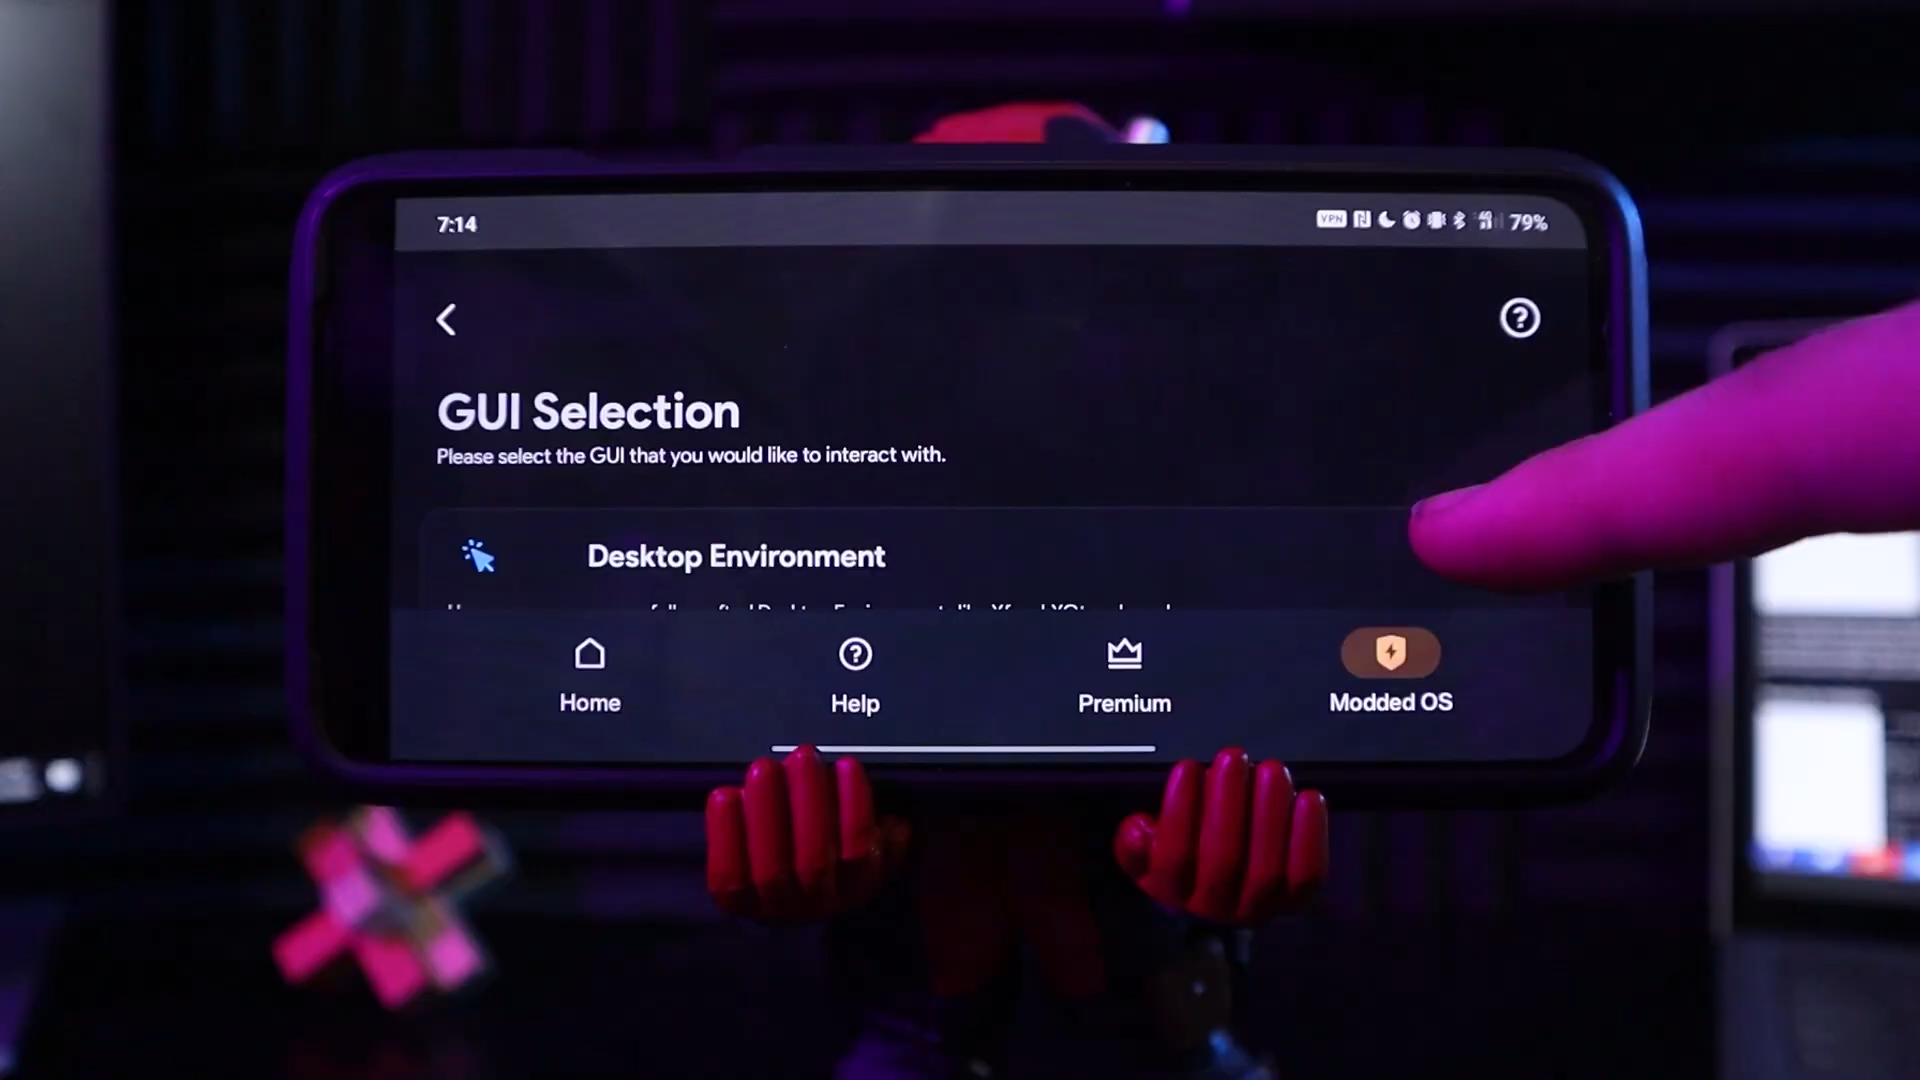 7:14
VPN 79%
GUI Selection
Please select the GUI that you would like to interact with.
Desktop Environment
Home
Help
Premium
Modded OS